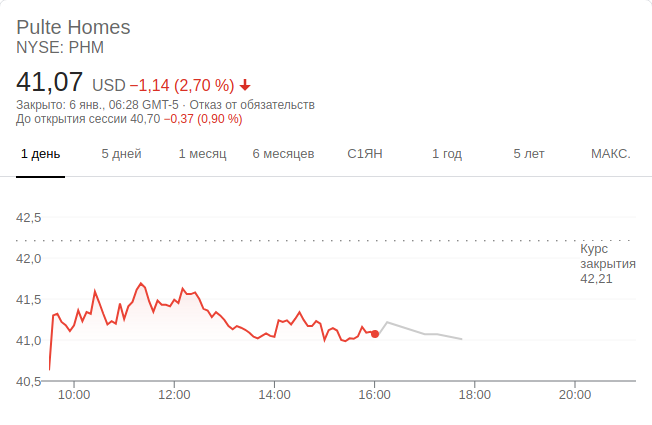 Pulte Homes
NYSE: PHM
41,07 USD −1,14 (2,70 %)
Закрыто: 6 янв., 06:28 GMT-5 · Отказ от обязательств
До открытия сессии 40,70 −0,37 (0,90 %)
1 день 5 дней 1 месяц 6 месяцев С1ЯН 1 год 5 лет МАКС.
42,5
Курс
закрытия
42,21
42,0
41,5
41,0
40,5
10:00 12:00 14:00 16:00 18:00 20:00